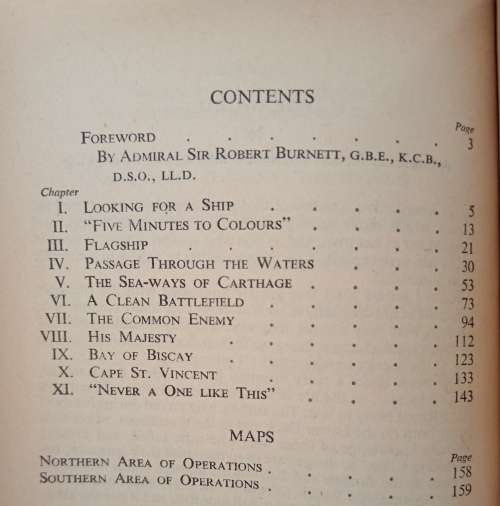 CONTENTS
Page
FOREWORD . . . . . . . 3
BY ADMIRAL SIR ROBERT BURNETT, G.B.E., K.C.B.,
D.S.O., LL.D.
Chapter
I. LOOKING FOR A SHIP . . . . 5
II. "FIVE MINUTES TO COLOURS" . . . . 13
III. FLAGSHIP . . . . . . 21
IV. PASSAGE THROUGH THE WATERS . . . 30
V. THE SEA-WAYS OF CARTHAGE . . . . 53
VI. A CLEAN BATTLEFIELD . . . . 73
VII. THE COMMON ENEMY . . . . . 94
VIII. HIS MAJESTY . . . . . 112
IX. BAY OF BISCAY . . . . . 123
X. CAPE ST. VINCENT . . . . 133
XI. "NEVER A ONE LIKE THIS" . . . . 143
MAPS
Page
NORTHERN AREA OF OPERATIONS . . . . . 158
SOUTHERN AREA OF OPERATIONS . . . . . 159